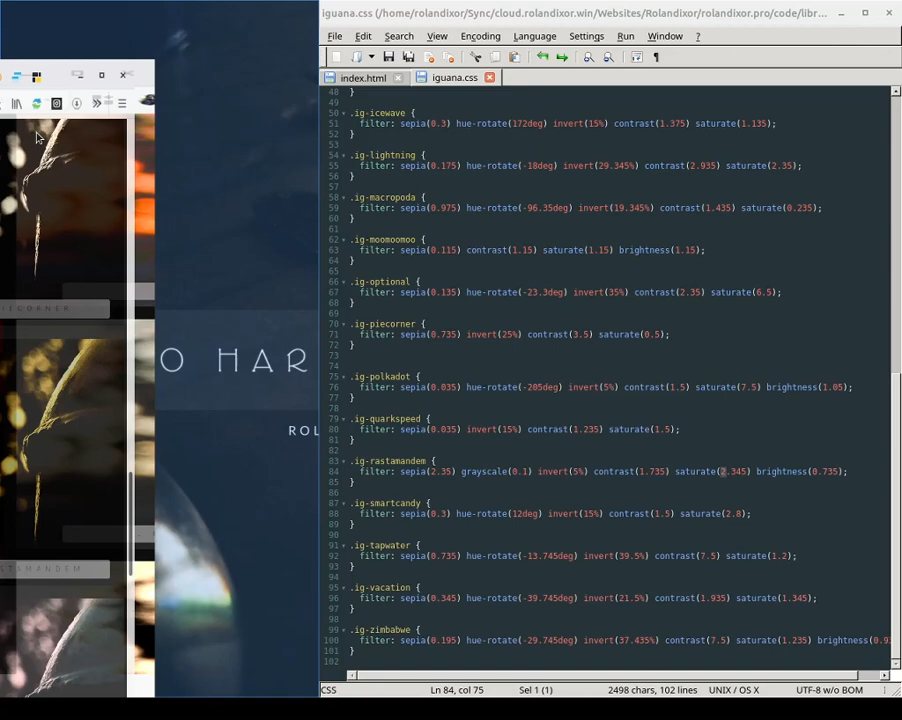 iguana.css (/home/rolandixor/Sync/cloud.rolandixor.win/Websites/Rolandixor/rolandixor.pro/code/libr...
File Edit Search View Encoding Language Settings Run Window ?
index.html iguana.css
48 }
49
50 .ig-icewave {
51 filter: sepia(0.3) hue-rotate(172deg) invert(15%) contrast(1.375) saturate(1.135);
52 }
53
54 .ig-lightning {
55 filter: sepia(0.175) hue-rotate(-18deg) invert(29.345%) contrast(2.935) saturate(2.35);
56 }
57
58 .ig-macropoda {
59 filter: sepia(0.975) hue-rotate(-96.35deg) invert(19.345%) contrast(1.435) saturate(0.235);
60 }
61
62 .ig-moomoomoo {
63 filter: sepia(0.115) contrast(1.15) saturate(1.15) brightness(1.15);
64 }
65
66 .ig-optional {
67 filter: sepia(0.135) hue-rotate(-23.3deg) invert(35%) contrast(2.35) saturate(6.5);
68 }
69
70 .ig-piecorner {
71 filter: sepia(0.735) invert(25%) contrast(3.5) saturate(0.5);
72 }
73
74
75 .ig-polkadot {
76 filter: sepia(0.035) hue-rotate(-205deg) invert(5%) contrast(1.5) saturate(7.5) brightness(1.05);
77 }
78
79 .ig-quarkspeed {
80 filter: sepia(0.035) invert(15%) contrast(1.235) saturate(1.5);
81 }
82
83 .ig-rastamandem {
84 filter: sepia(2.35) grayscale(0.1) invert(5%) contrast(1.735) saturate(2.345) brightness(0.735);
85 }
86
87 .ig-smartcandy {
88 filter: sepia(0.3) hue-rotate(12deg) invert(15%) contrast(1.5) saturate(2.8);
89 }
90
91 .ig-tapwater {
92 filter: sepia(0.735) hue-rotate(-13.745deg) invert(39.5%) contrast(7.5) saturate(1.2);
93 }
94
95 .ig-vacation {
96 filter: sepia(0.345) hue-rotate(-39.745deg) invert(21.5%) contrast(1.935) saturate(1.345);
97 }
98
99 .ig-zimbabwe {
100 filter: sepia(0.195) hue-rotate(-29.745deg) invert(37.435%) contrast(7.5) saturate(1.235) brightness(0.9
101 }
102
CSS Ln 84, col 75 Sel 1 (1) 2498 chars, 102 lines UNIX / OS X UTF-8 w/o BOM
IECORNER
O HAR
ROL
STAMANDEM